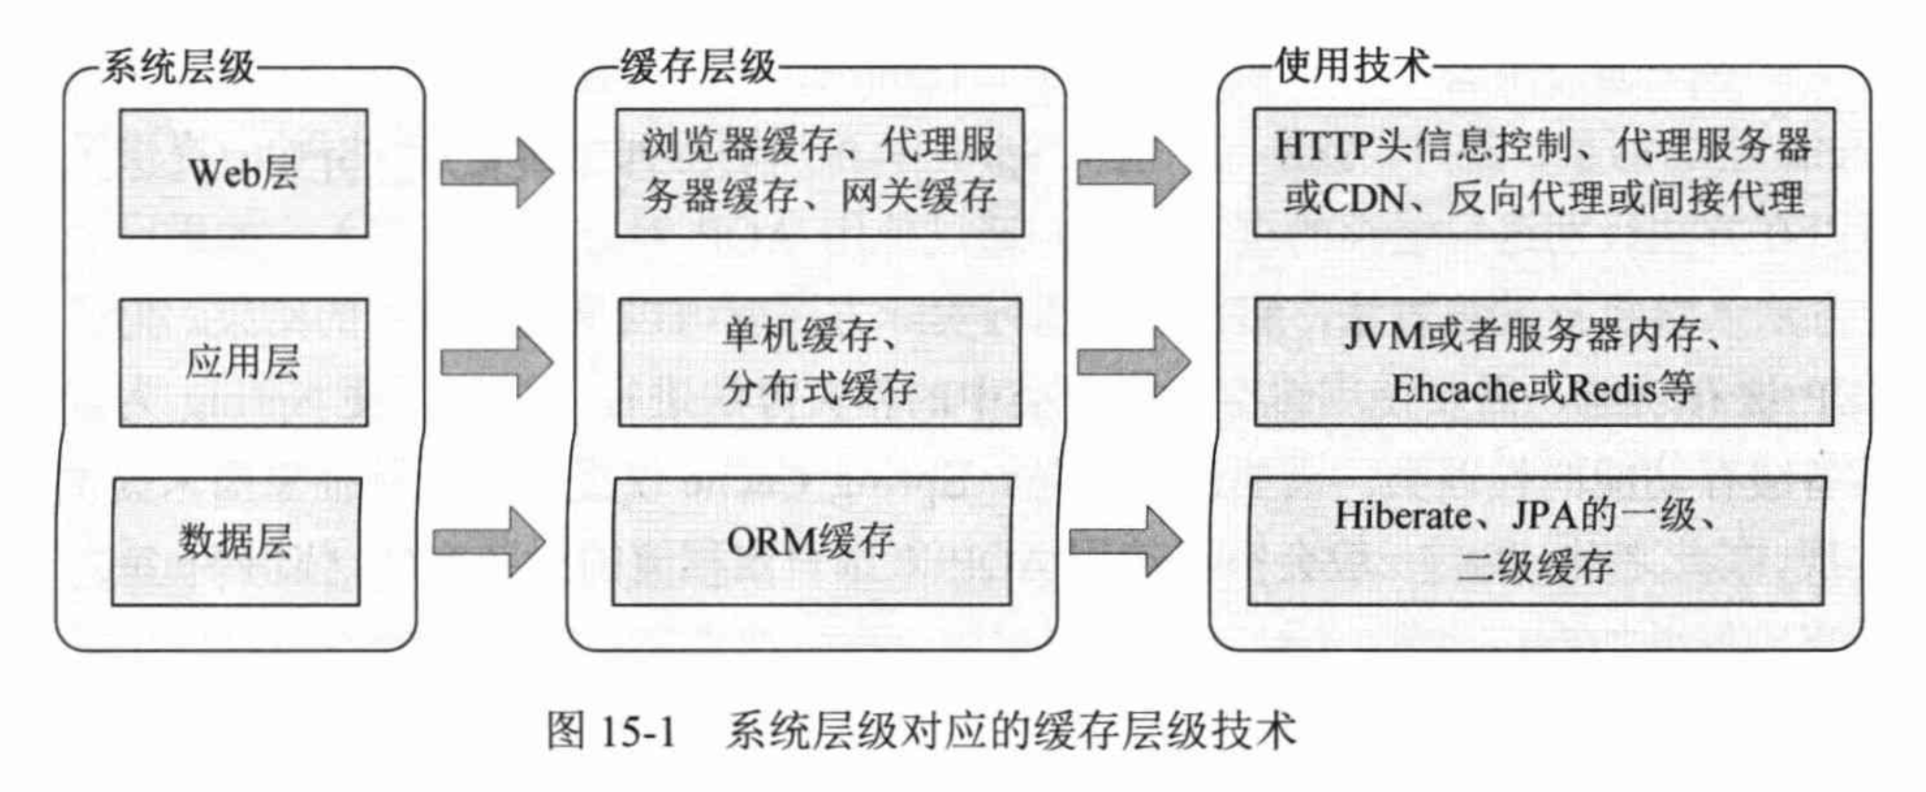 系统层级
缓存层级
使用技术
Web层
浏览器缓存、代理服
务器缓存、网关缓存
HTTP头信息控制、代理服务器
或CDN、反向代理或间接代理
应用层
单机缓存、
分布式缓存
JVM或者服务器内存、
Ehcache或Redis等
数据层
ORM缓存
Hiberate、JPA的一级、
二级缓存
图 15-1 系统层级对应的缓存层级技术